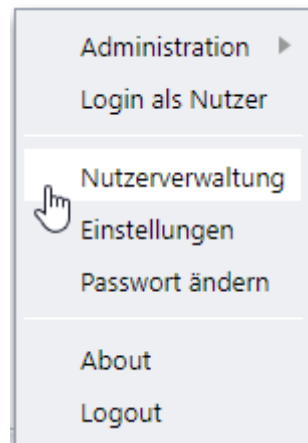 Administration
Login als Nutzer
Nutzerverwaltung
Einstellungen
Passwort ändern
About
Logout